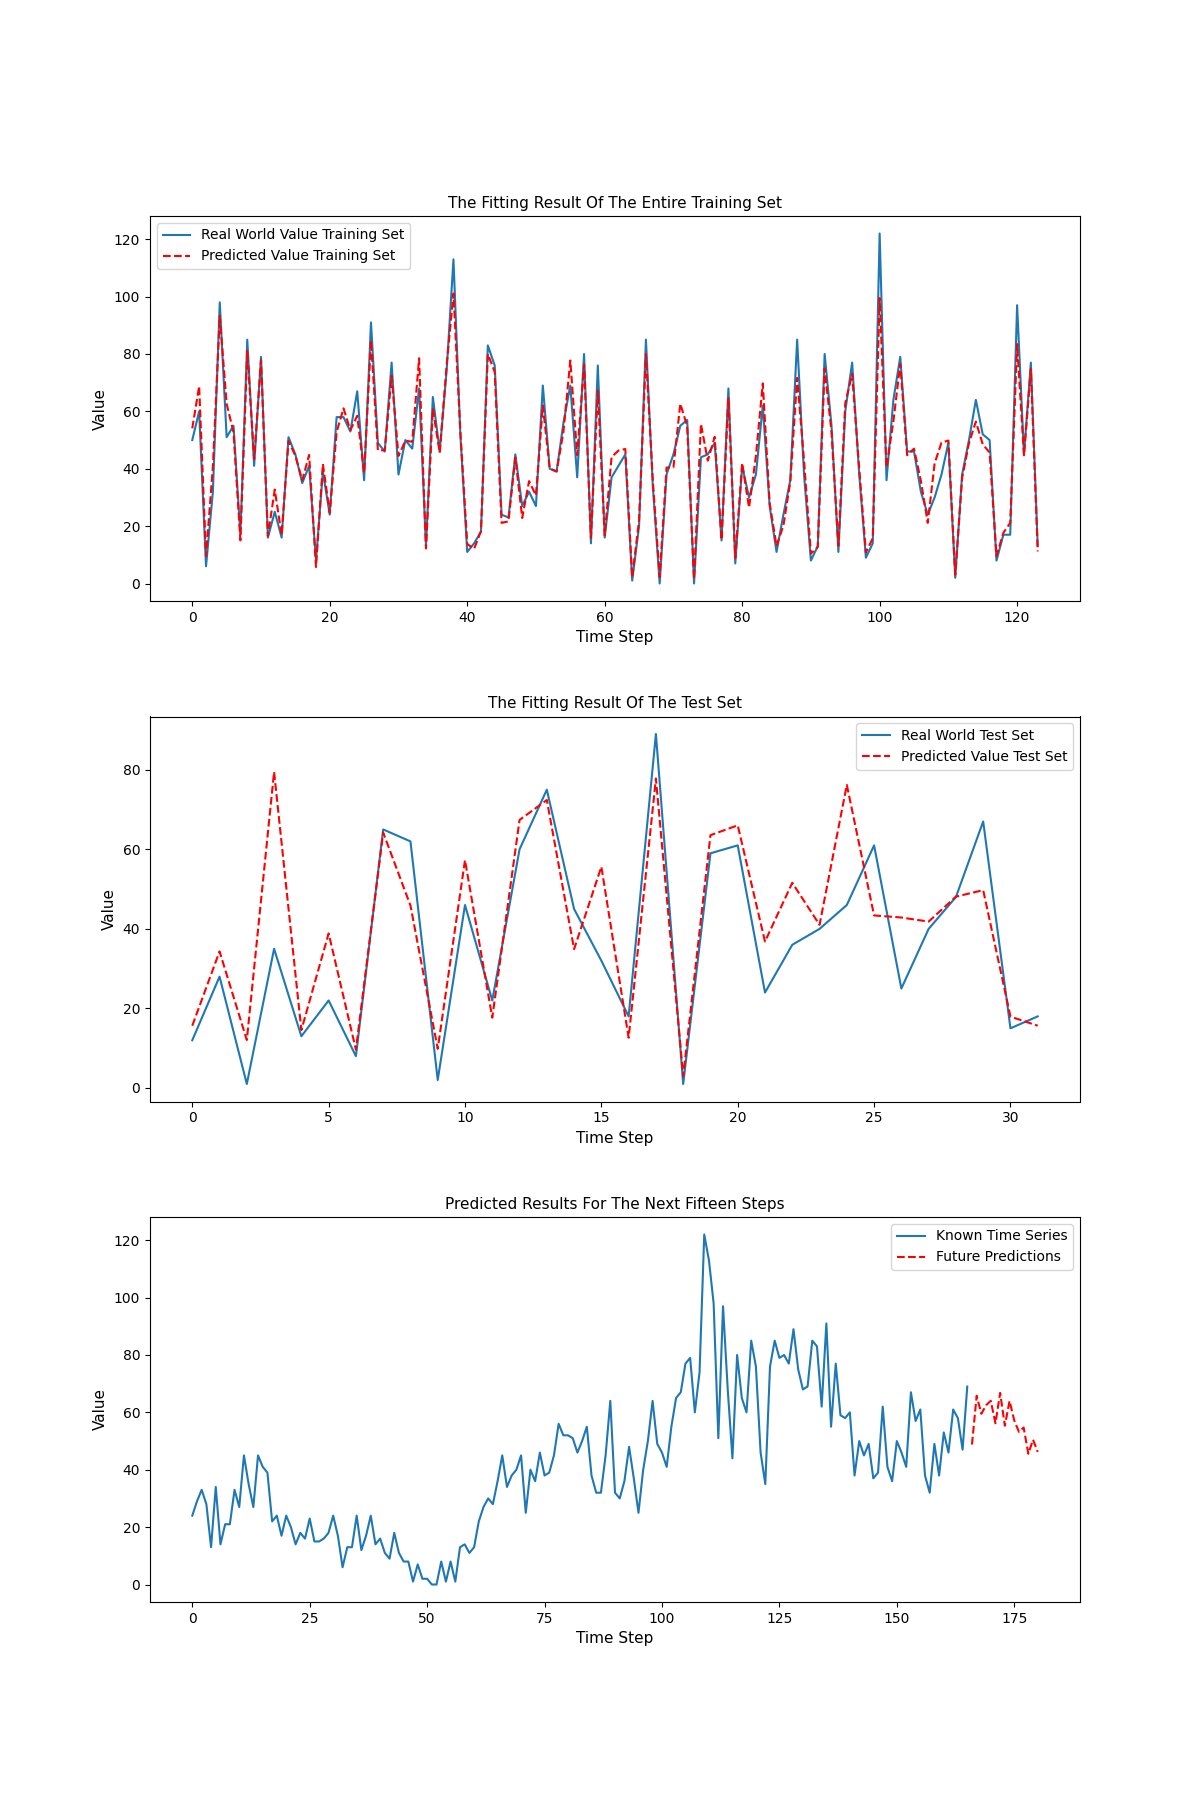 The Fitting Result Of The Entire Training Set
Real World Value Training Set
Predicted Value Training Set
Value
120
100
80
60
40
20
0
0 20 40 60 80 100 120
Time Step
The Fitting Result Of The Test Set
Real World Test Set
Predicted Value Test Set
Value
80
60
40
20
0
0 5 10 15 20 25 30
Time Step
Predicted Results For The Next Fifteen Steps
Known Time Series
Future Predictions
Value
120
100
80
60
40
20
0
0 25 50 75 100 125 150 175
Time Step